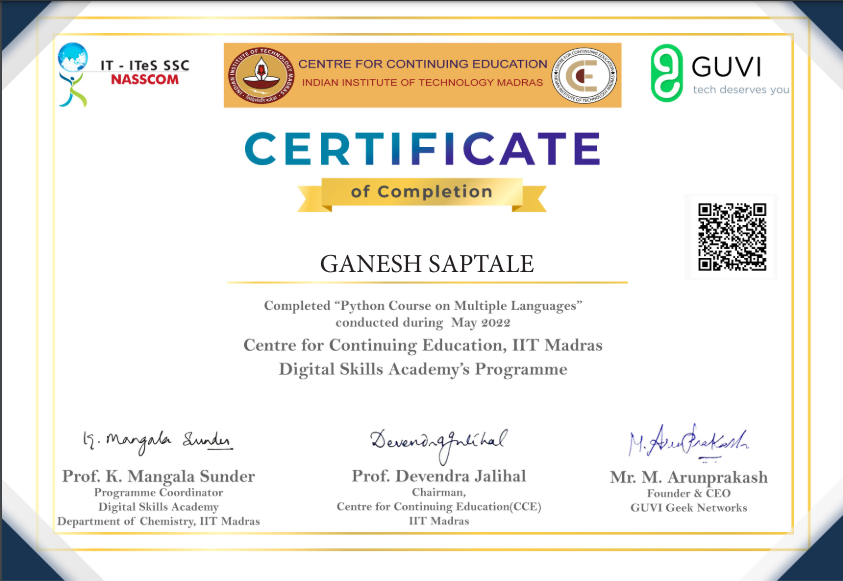 IT - ITeS SSC
NASSCOM
CENTRE FOR CONTINUING EDUCATION
INDIAN INSTITUTE OF TECHNOLOGY MADRAS
GUVI
tech deserves you
CERTIFICATE
of Completion
GANESH SAPTALE
Completed “Python Course on Multiple Languages”
conducted during May 2022
Centre for Continuing Education, IIT Madras
Digital Skills Academy’s Programme
K. Mangala Sunder
Devendra Jalihal
M. ArunPrakash
Prof. K. Mangala Sunder
Programme Coordinator
Digital Skills Academy
Department of Chemistry, IIT Madras
Prof. Devendra Jalihal
Chairman,
Centre for Continuing Education(CCE)
IIT Madras
Mr. M. Arunprakash
Founder & CEO
GUVI Geek Networks